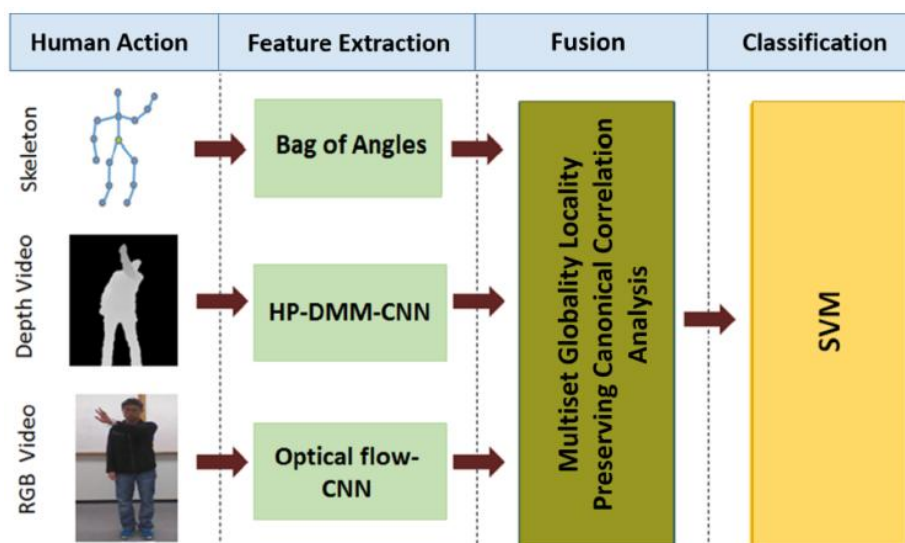 Human Action
Feature Extraction
Fusion
Classification
Skeleton
Bag of Angles
Depth Video
HP-DMM-CNN
RGB Video
Optical flow-
CNN
Multiset Globality Locality
Preserving Canonical Correlation
Analysis
SVM